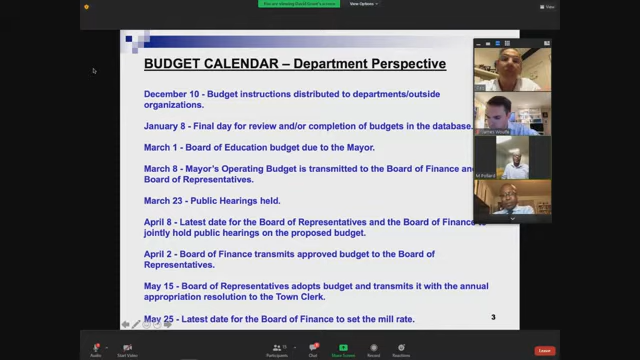 View Options
View
BUDGET CALENDAR – Department Perspective
December 10 - Budget instructions distributed to departments/outside
organizations.
January 8 - Final day for review and/or completion of budgets in the database.
March 1 - Board of Education budget due to the Mayor.
March 8 - Mayor's Operating Budget is transmitted to the Board of Finance and
Board of Representatives.
March 23 - Public Hearings held.
April 8 - Latest date for the Board of Representatives and the Board of Finance
jointly hold public hearings on the proposed budget.
April 2 - Board of Finance transmits approved budget to the Board of
Representatives.
May 15 - Board of Representatives adopts budget and transmits it with the annual
appropriation resolution to the Town Clerk.
May 25 - Latest date for the Board of Finance to set the mill rate.
3
M Pollard
Audio
Start Video
Participants
Chat
Share Screen
Record
Reactions
Leave